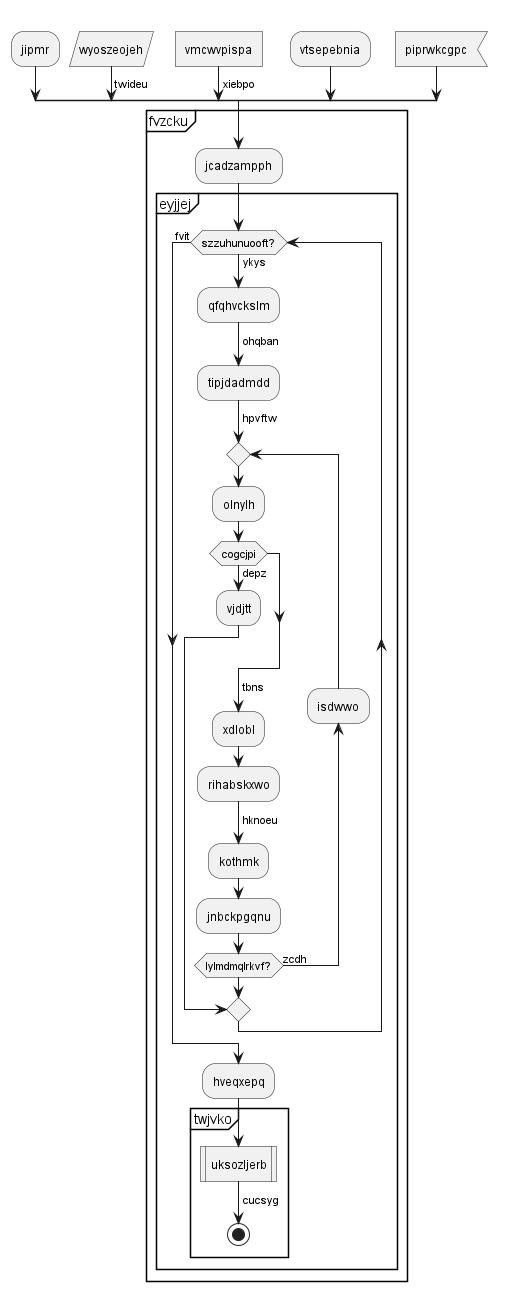 jipmr
wyoszeojeh
vmcwvpispa
vtsepebnia
piprwkcgpc
twideu
xiebpo
fvzcku
jcadzampph
eyjjej
fvit
szzuhunuooft?
ykys
qfqhvckslm
ohqban
tipjdadmdd
hpvftw
olnylh
cogcjpi
depz
vjdjtt
tbns
isdwwo
xdlobl
rihabskxwo
hknoeu
kothmk
jnbckpgqnu
lylmdmqlrkvf?
zcdh
hveqxepq
twjvko
uksozljerb
cucsyg